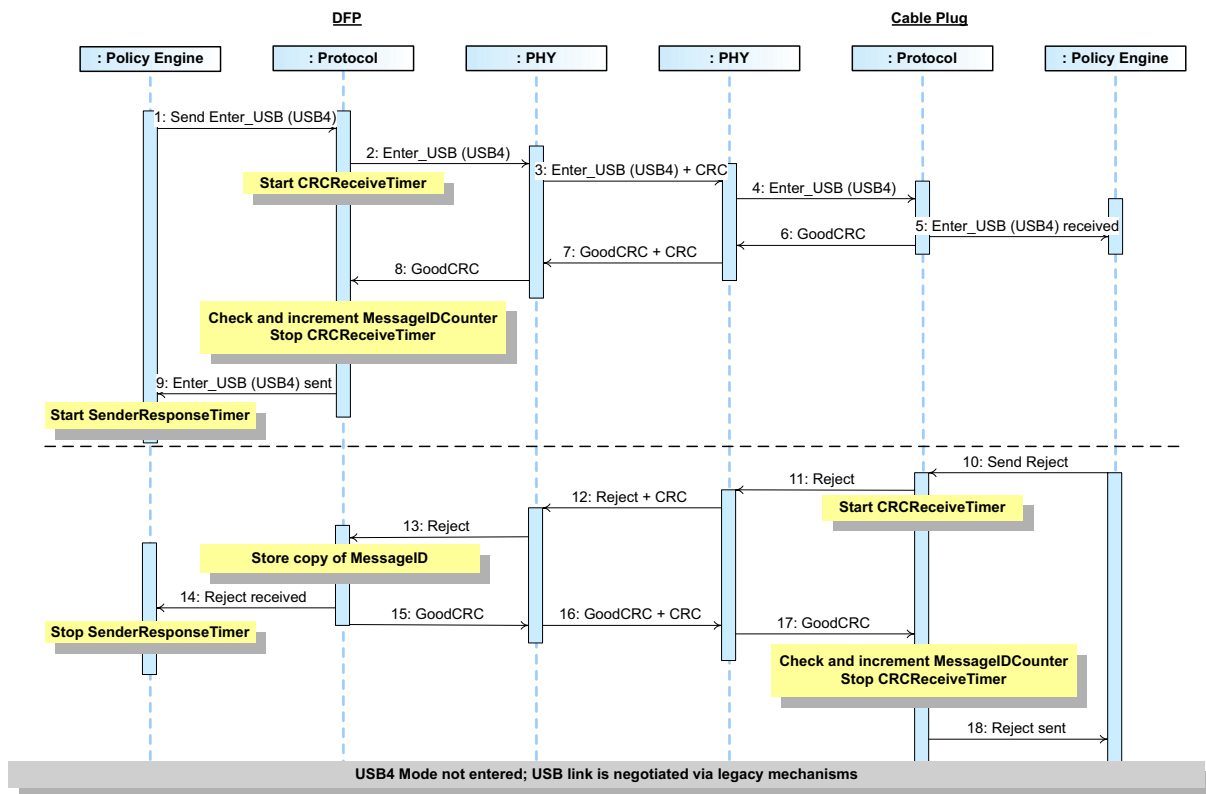 DFP
Cable Plug
: Policy Engine
: Protocol
: PHY
: PHY
: Protocol
: Policy Engine
1: Send Enter_USB (USB4)
2: Enter_USB (USB4)
Start CRCReceiveTimer
3: Enter_USB (USB4) + CRC
4: Enter_USB (USB4)
5: Enter_USB (USB4) received
6: GoodCRC
7: GoodCRC + CRC
8: GoodCRC
Check and increment MessageIDCounter
Stop CRCReceiveTimer
9: Enter_USB (USB4) sent
Start SenderResponseTimer
10: Send Reject
11: Reject
Start CRCReceiveTimer
12: Reject + CRC
13: Reject
Store copy of MessageID
14: Reject received
Stop SenderResponseTimer
15: GoodCRC
16: GoodCRC + CRC
17: GoodCRC
Check and increment MessageIDCounter
Stop CRCReceiveTimer
18: Reject sent
USB4 Mode not entered; USB link is negotiated via legacy mechanisms